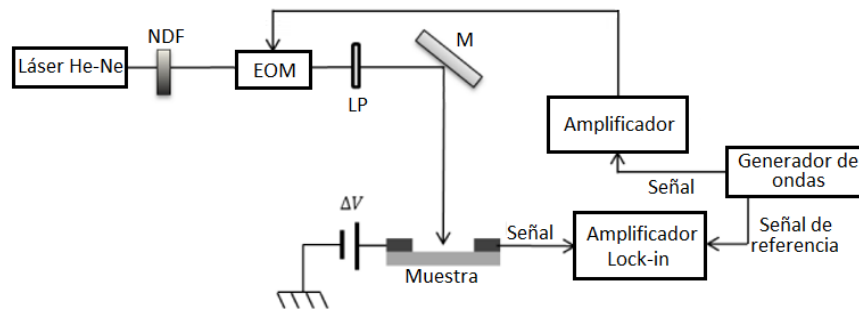 NDF
M
Láser He-Ne
EOM
LP
Amplificador
Generador de
ondas
Señal
ΔV
Señal
Amplificador
Lock-in
Señal de
referencia
Muestra